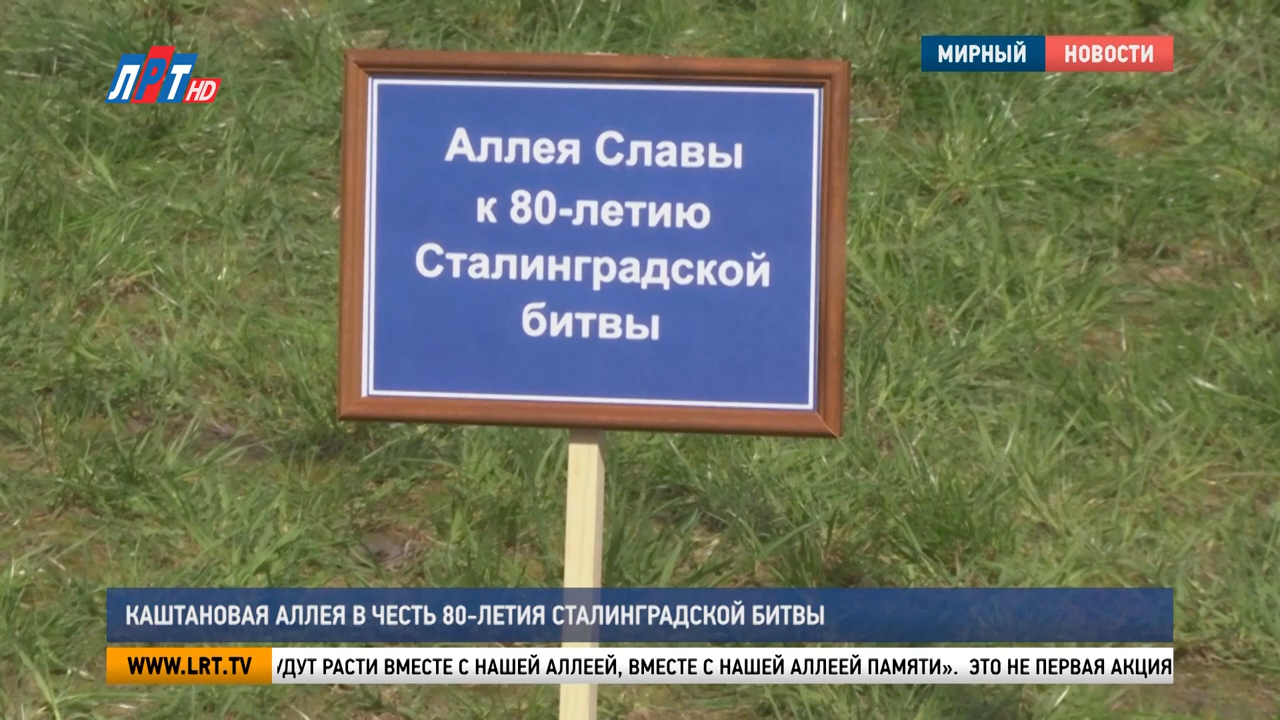 ЛРТ HD
МИРНЫЙ НОВОСТИ
Аллея Славы
к 80-летию
Сталинградской
битвы
КАШТАНОВАЯ АЛЛЕЯ В ЧЕСТЬ 80-ЛЕТИЯ СТАЛИНГРАДСКОЙ БИТВЫ
WWW.LRT.TV РАСТИ ВМЕСТЕ С НАШЕЙ АЛЛЕЕЙ, ВМЕСТЕ С НАШЕЙ АЛЛЕЕЙ ПАМЯТИ». ЭТО НЕ ПЕРВАЯ АКЦИЯ